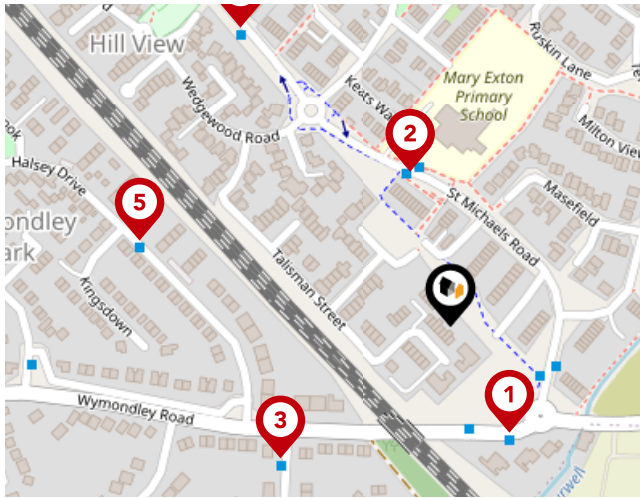 Hill View
Ruskin Lane
Mary Exton
Primary
School
Keats Wa
Wedgewood Road
2
Milton View
Halsey Drive
St Michaels Road
Masefield
5
ondley
ark
Talisman Street
Kingsdown
1
Wymondley Road
3